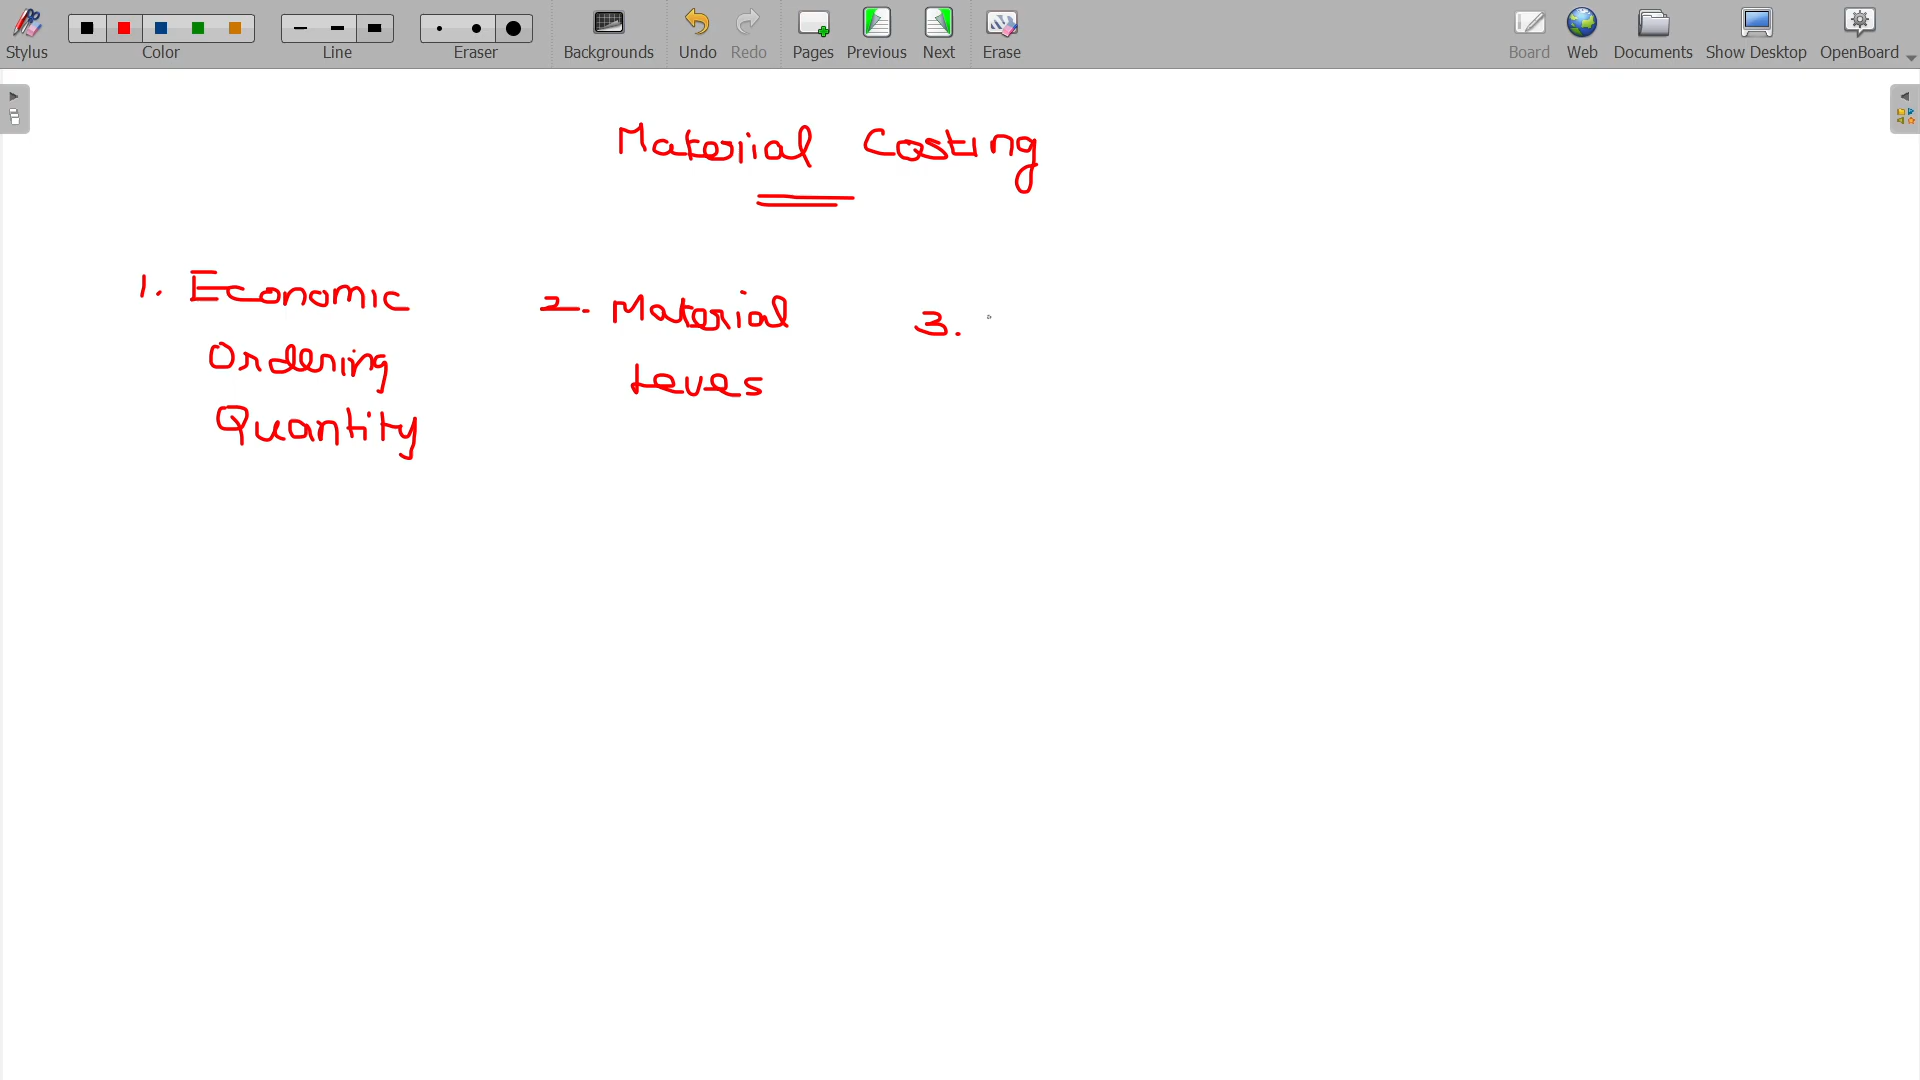 Stylus Color Line Eraser Backgrounds Undo Redo Pages Previous Next Erase Board Web Documents Show Desktop OpenBoard
Material Costing
1. Economic
Ordering
Quantity
2. Material
Leves
3.